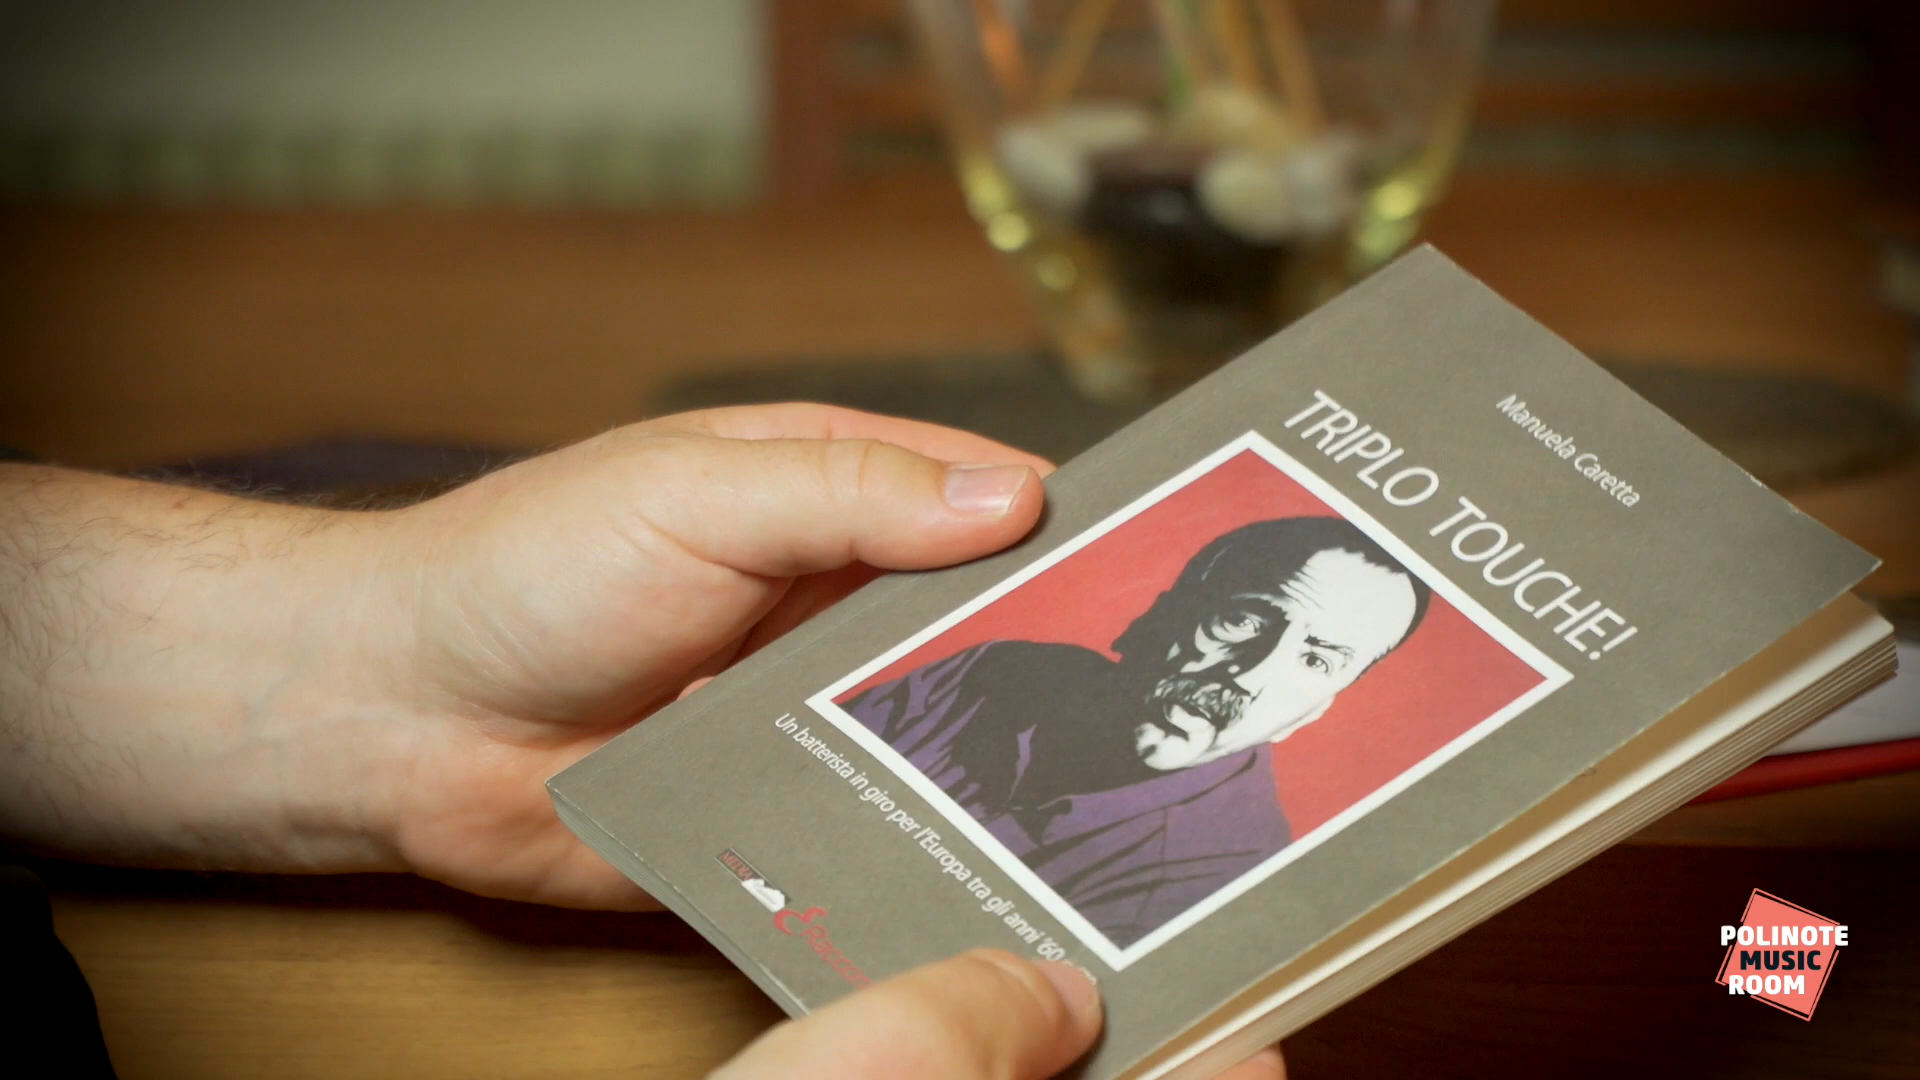 Manuela Caretta
TRIPLO TOUCHE!
Un batterista in giro per l'Europa tra gli anni '60
POLINOTE
MUSIC
ROOM